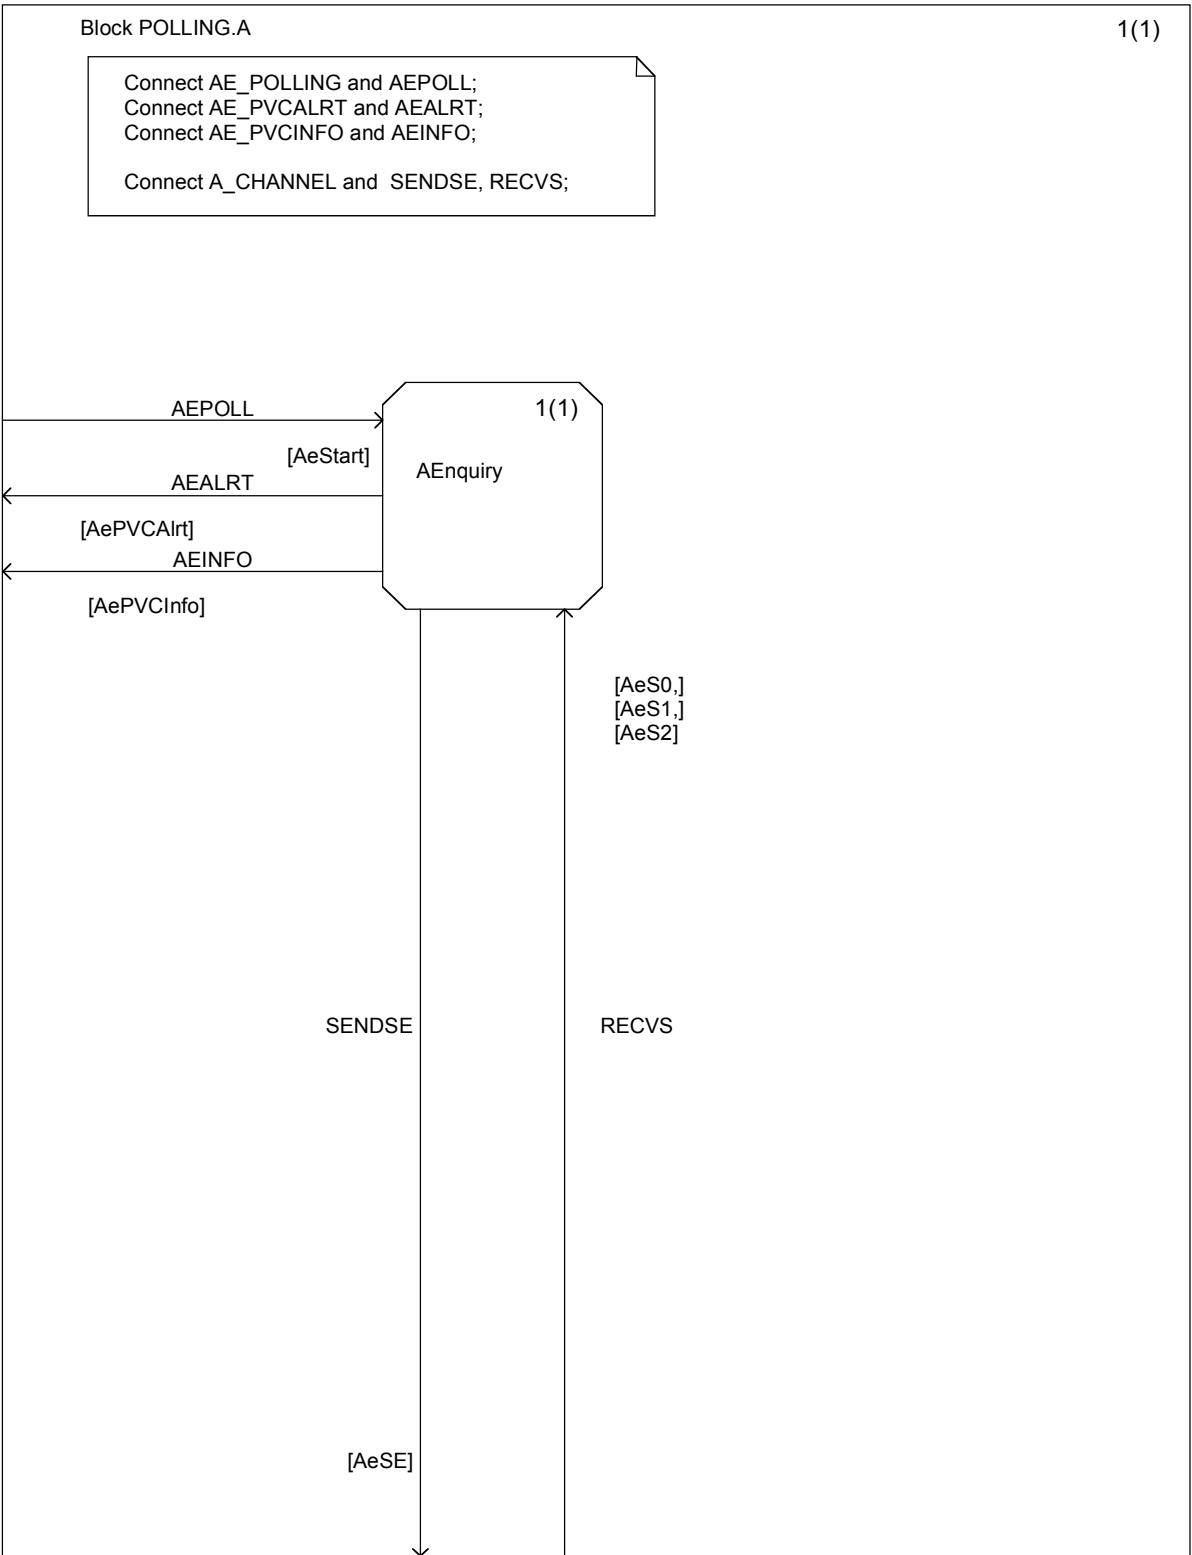 Block POLLING.A
1(1)
Connect AE_POLLING and AEPOLL;
Connect AE_PVCALRT and AEALRT;
Connect AE_PVCINFO and AEINFO;
Connect A_CHANNEL and  SENDSE, RECVS;
AEPOLL
1(1)
[AeStart]
AEnquiry
AEALRT
[AePVCAlrt]
AEINFO
[AePVCInfo]
[AeS0,]
[AeS1,]
[AeS2]
SENDSE
RECVS
[AeSE]